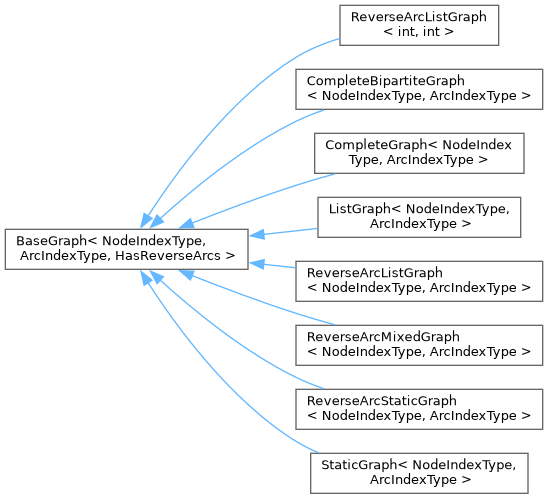 ReverseArcListGraph
< int, int >
CompleteBipartiteGraph
< NodeIndexType, ArcIndexType >
CompleteGraph< NodeIndex
Type, ArcIndexType >
ListGraph< NodeIndexType,
ArcIndexType >
BaseGraph< NodeIndexType,
ArcIndexType, HasReverseArcs >
ReverseArcListGraph
< NodeIndexType, ArcIndexType >
ReverseArcMixedGraph
< NodeIndexType, ArcIndexType >
ReverseArcStaticGraph
< NodeIndexType, ArcIndexType >
StaticGraph< NodeIndexType,
ArcIndexType >